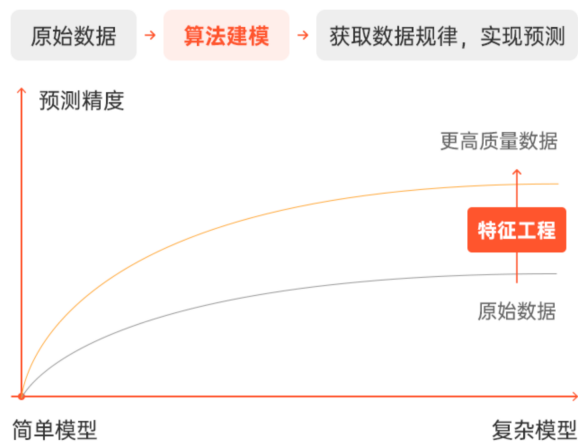 原始数据 → 算法建模 → 获取数据规律，实现预测
预测精度
更高质量数据
特征工程
原始数据
简单模型 复杂模型